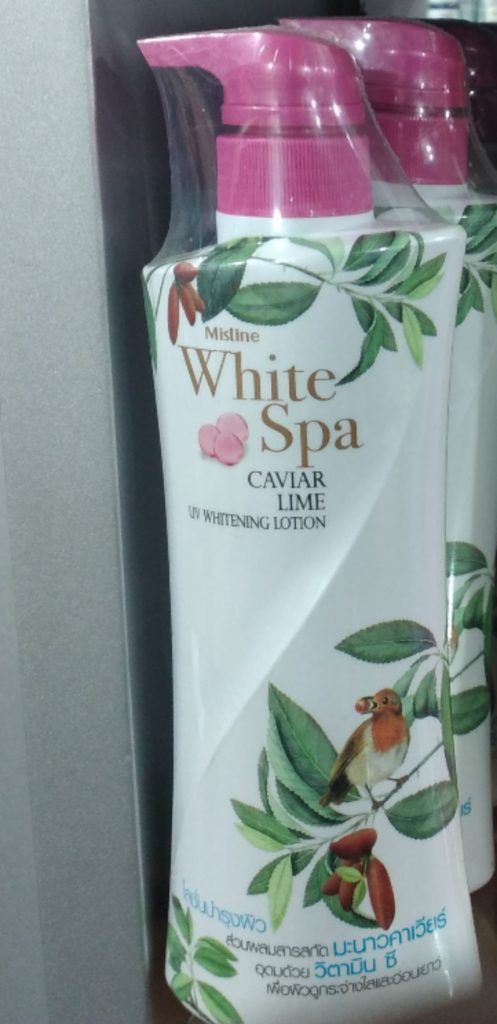 Mistine
White
Spa
CAVIAR
LIME
UV WHITENING LOTION
โลชั่นบำรุงผิว
ส่วนผสมสารสกัด มะนาวคาเวียร์
อุดมด้วย วิตามิน ซี
เพื่อผิวดูกระจ่างใสและอ่อนเยาว์